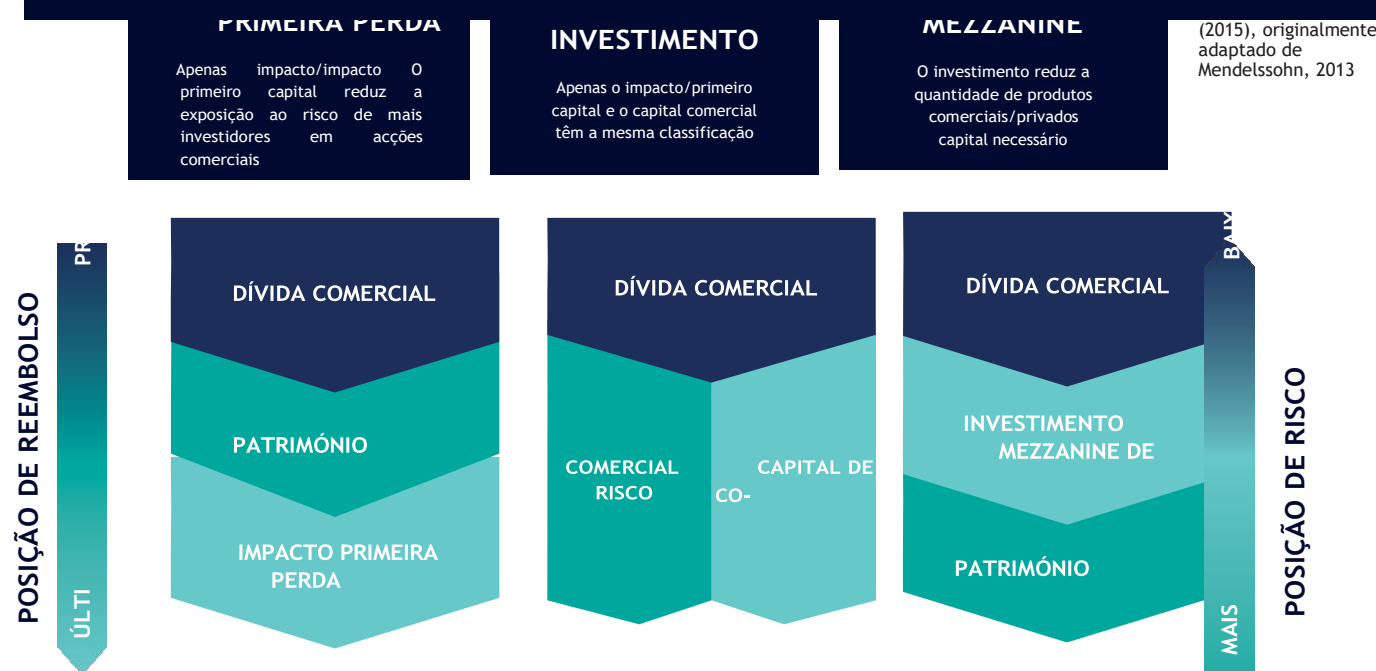 PRIMEIRA PERDA
Apenas impacto/impacto O
primeiro capital reduz a
exposição ao risco de mais
investidores em acções
comerciais
INVESTIMENTO
Apenas o impacto/primeiro
capital e o capital comercial
têm a mesma classificação
MEZZANINE
O investimento reduz a
quantidade de produtos
comerciais/privados
capital necessário
(2015), originalmente
adaptado de
Mendelssohn, 2013
POSIÇÃO DE REEMBOLSO
PR
ÚLTI
DÍVIDA COMERCIAL
PATRIMÓNIO
IMPACTO PRIMEIRA
PERDA
DÍVIDA COMERCIAL
COMERCIAL
RISCO
CAPITAL DE
CO-
DÍVIDA COMERCIAL
INVESTIMENTO
MEZZANINE DE
PATRIMÓNIO
BAIX
MAIS
POSIÇÃO DE RISCO